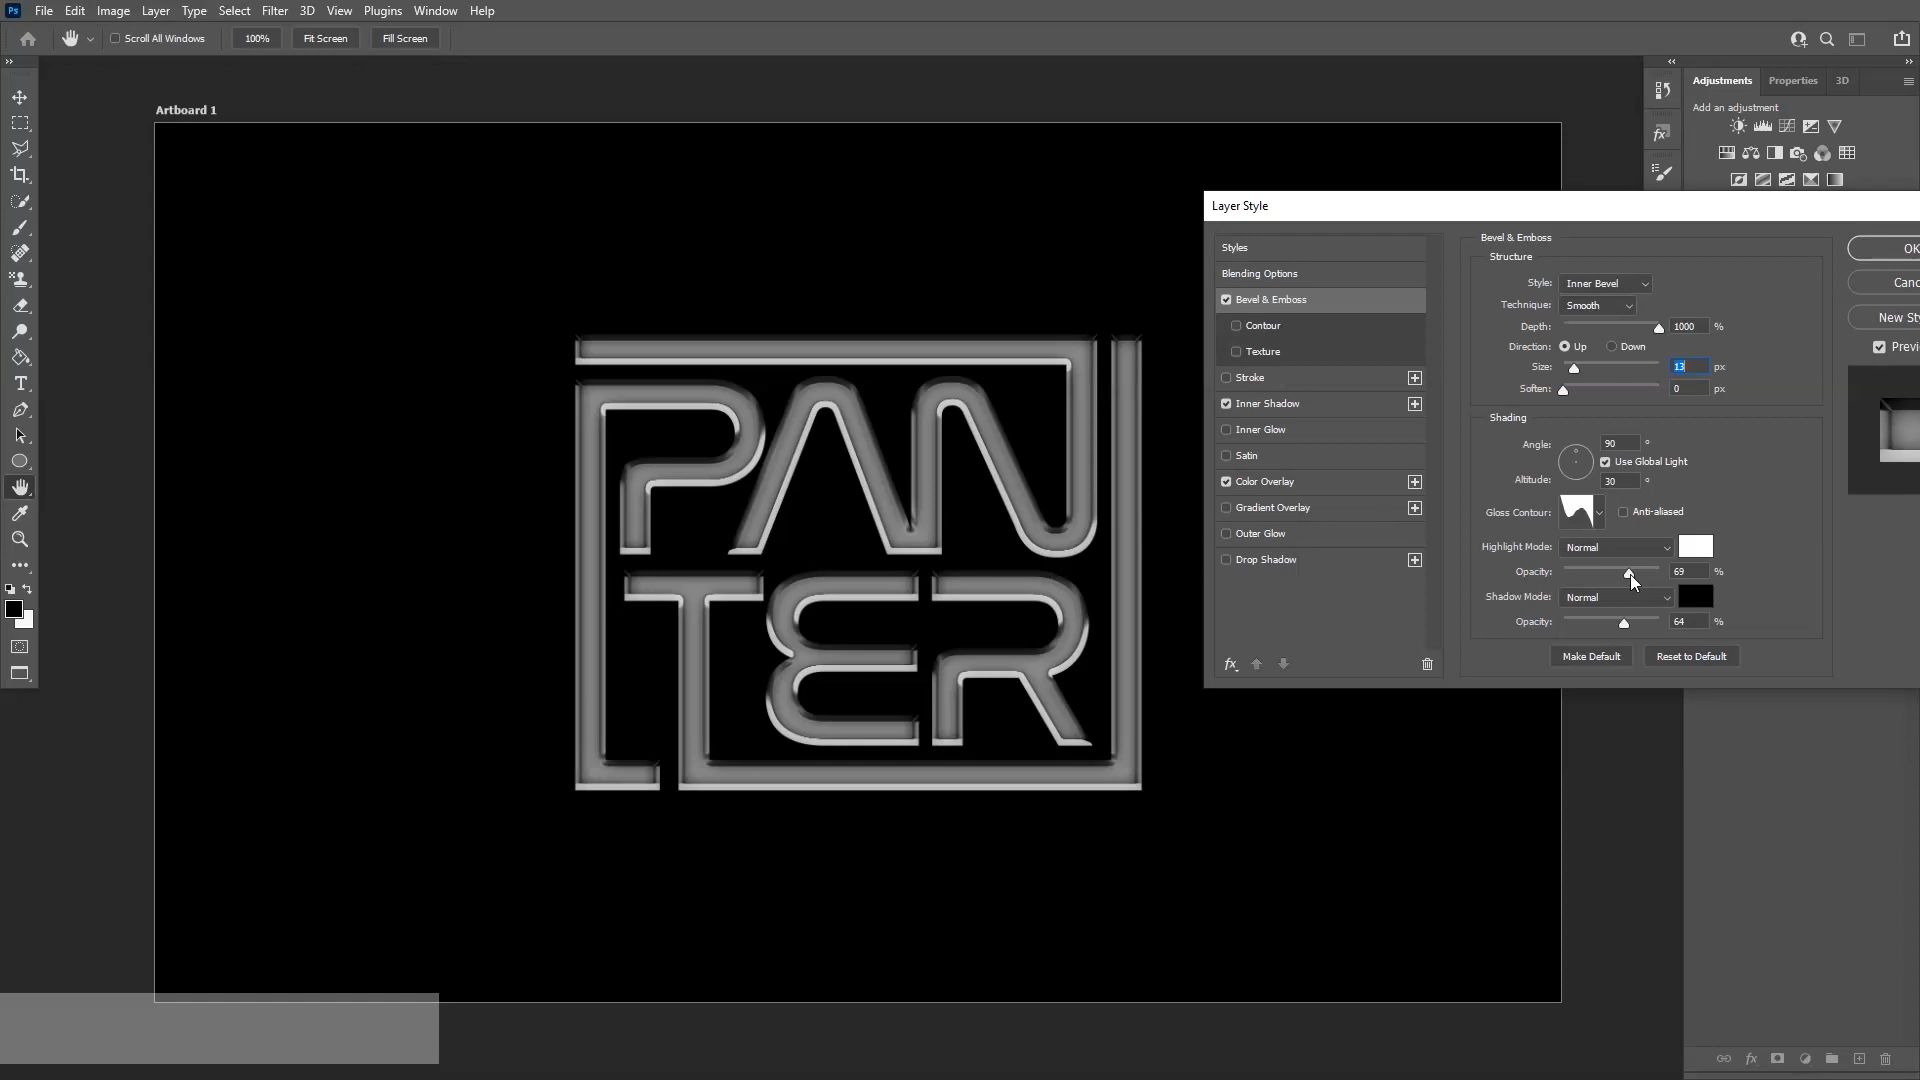 Ps File Edit Image Layer Type Select Filter 3D View Plugins Window Help
Scroll All Windows 100% Fit Screen Fill Screen
Artboard 1
Adjustments Properties 3D
Add an adjustment
Layer Style
Styles
Blending Options
Bevel & Emboss
Contour
Texture
Stroke
Inner Shadow
Inner Glow
Satin
Color Overlay
Gradient Overlay
Outer Glow
Drop Shadow
fx
Bevel & Emboss
Structure
Style: Inner Bevel
Technique: Smooth
Depth: 1000 %
Direction: Up Down
Size: 13 px
Soften: 0 px
Shading
Angle: 90 °
Use Global Light
Altitude: 30 °
Gloss Contour: Anti-aliased
Highlight Mode: Normal
Opacity: 69 %
Shadow Mode: Normal
Opacity: 64 %
Make Default Reset to Default
OK
Canc
New Sty
Previ
PAN
TER
fx
fx